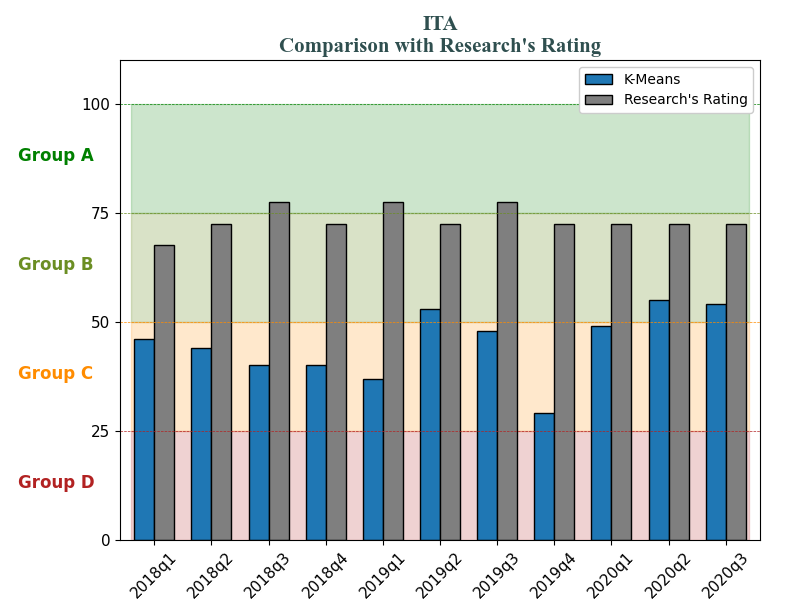 ITA
Comparison with Research's Rating
K-Means
Research's Rating
100
Group A
75
Group B
50
Group C
25
Group D
0
2018q1 2018q2 2018q3 2018q4 2019q1 2019q2 2019q3 2019q4 2020q1 2020q2 2020q3